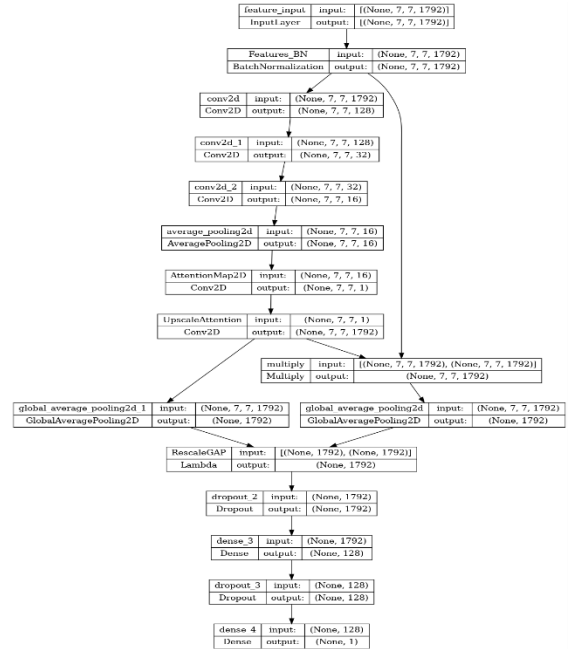 feature_input input: [(None, 7, 7, 1792)]
InputLayer output: [(None, 7, 7, 1792)]
Features_BN input: (None, 7, 7, 1792)
BatchNormalization output: (None, 7, 7, 1792)
conv2d input: (None, 7, 7, 1792)
Conv2D output: (None, 7, 7, 128)
conv2d_1 input: (None, 7, 7, 128)
Conv2D output: (None, 7, 7, 32)
conv2d_2 input: (None, 7, 7, 32)
Conv2D output: (None, 7, 7, 16)
average_pooling2d input: (None, 7, 7, 16)
AveragePooling2D output: (None, 7, 7, 16)
AttentionMap2D input: (None, 7, 7, 16)
Conv2D output: (None, 7, 7, 1)
UpscaleAttention input: (None, 7, 7, 1)
Conv2D output: (None, 7, 7, 1792)
multiply input: [(None, 7, 7, 1792), (None, 7, 7, 1792)]
Multiply output: (None, 7, 7, 1792)
global_average_pooling2d_1 input: (None, 7, 7, 1792)
GlobalAveragePooling2D output: (None, 1792)
global_average_pooling2d input: (None, 7, 7, 1792)
GlobalAveragePooling2D output: (None, 1792)
RescaleGAP input: [(None, 1792), (None, 1792)]
Lambda output: (None, 1792)
dropout_2 input: (None, 1792)
Dropout output: (None, 1792)
dense_3 input: (None, 1792)
Dense output: (None, 128)
dropout_3 input: (None, 128)
Dropout output: (None, 128)
dense_4 input: (None, 128)
Dense output: (None, 1)